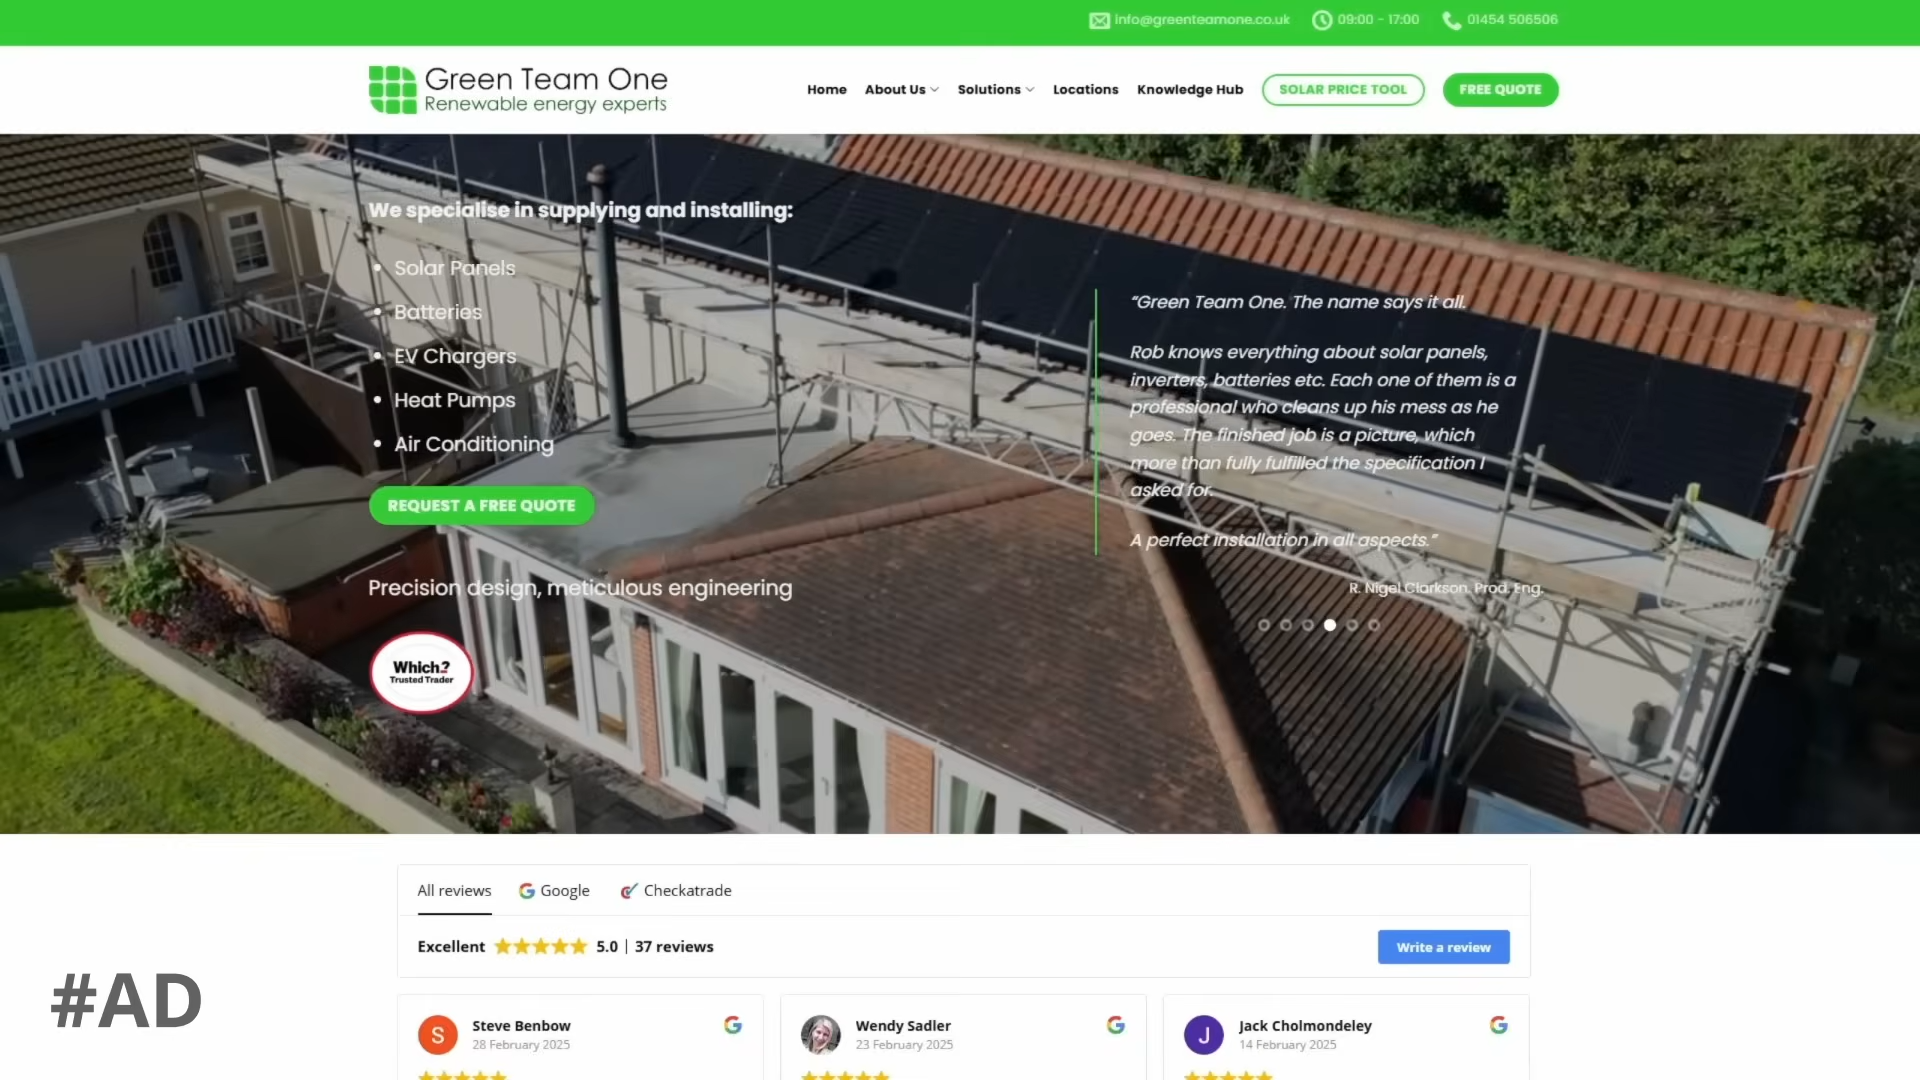 info@greenteamone.co.uk 09:00 - 17:00 01454 506506
Green Team One
Renewable energy experts
Home About Us Solutions Locations Knowledge Hub SOLAR PRICE TOOL FREE QUOTE
We specialise in supplying and installing:
• Solar Panels
• Batteries
• EV Chargers
• Heat Pumps
• Air Conditioning
REQUEST A FREE QUOTE
Precision design, meticulous engineering
Which?
Trusted Trader
“Green Team One. The name says it all.
Rob knows everything about solar panels,
inverters, batteries etc. Each one of them is a
professional who cleans up his mess as he
goes. The finished job is a picture, which
more than fully fulfilled the specification I
asked for.
A perfect installation in all aspects.”
R. Nigel Clarkson. Prod. Eng.
All reviews Google Checkatrade
Excellent 5.0 | 37 reviews
Write a review
#AD
Steve Benbow
28 February 2025
Wendy Sadler
23 February 2025
Jack Cholmondeley
14 February 2025
S
J